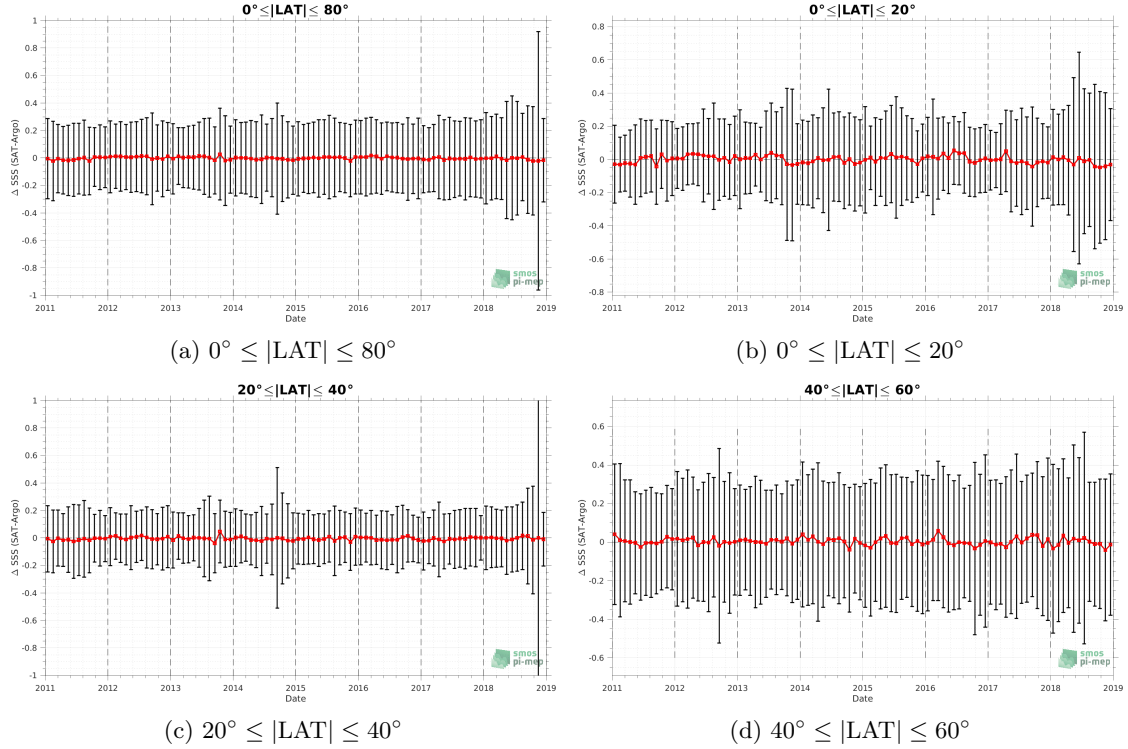 0°≤|LAT|≤ 80°
Δ SSS (SAT-Argo)
1
0.8
0.6
0.4
0.2
0
-0.2
-0.4
-0.6
-0.8
-1
2011 2012 2013 2014 2015 2016 2017 2018 2019
Date
smos
pi-mep
(a) 0° ≤ |LAT| ≤ 80°
0°≤|LAT|≤ 20°
Δ SSS (SAT-Argo)
0.8
0.6
0.4
0.2
0
-0.2
-0.4
-0.6
-0.8
2011 2012 2013 2014 2015 2016 2017 2018 2019
Date
smos
pi-mep
(b) 0° ≤ |LAT| ≤ 20°
20°≤|LAT|≤ 40°
Δ SSS (SAT-Argo)
1
0.8
0.6
0.4
0.2
0
-0.2
-0.4
-0.6
-0.8
-1
2011 2012 2013 2014 2015 2016 2017 2018 2019
Date
smos
pi-mep
(c) 20° ≤ |LAT| ≤ 40°
40°≤|LAT|≤ 60°
Δ SSS (SAT-Argo)
0.6
0.4
0.2
0
-0.2
-0.4
-0.6
2011 2012 2013 2014 2015 2016 2017 2018 2019
Date
smos
pi-mep
(d) 40° ≤ |LAT| ≤ 60°